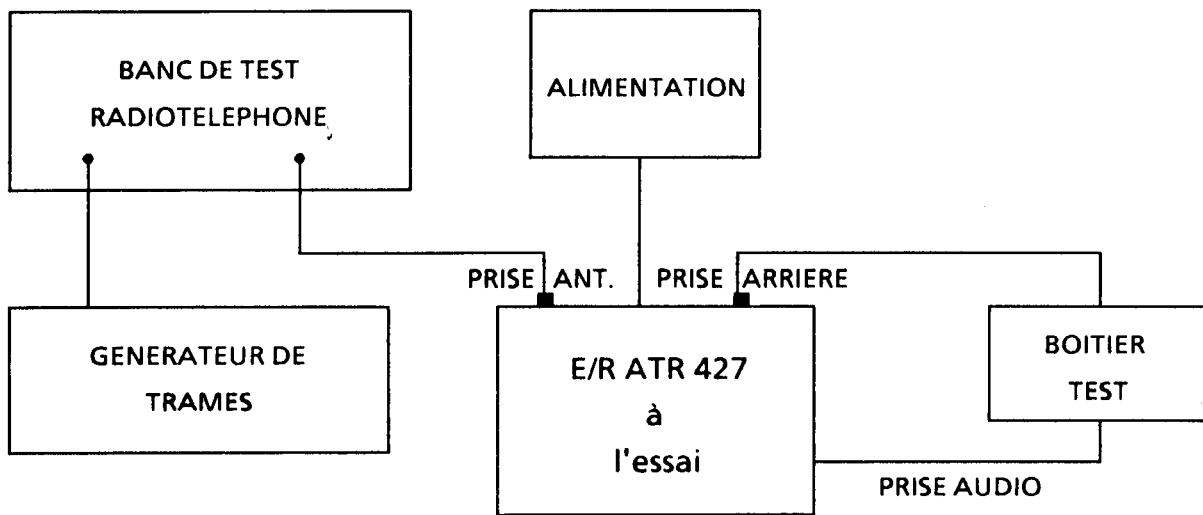 BANC DE TEST
RADIOTELEPHONE
ALIMENTATION
PRISE ANT.
PRISE ARRIERE
GENERATEUR DE
TRAMES
E/R ATR 427
à
l'essai
BOITIER
TEST
PRISE AUDIO